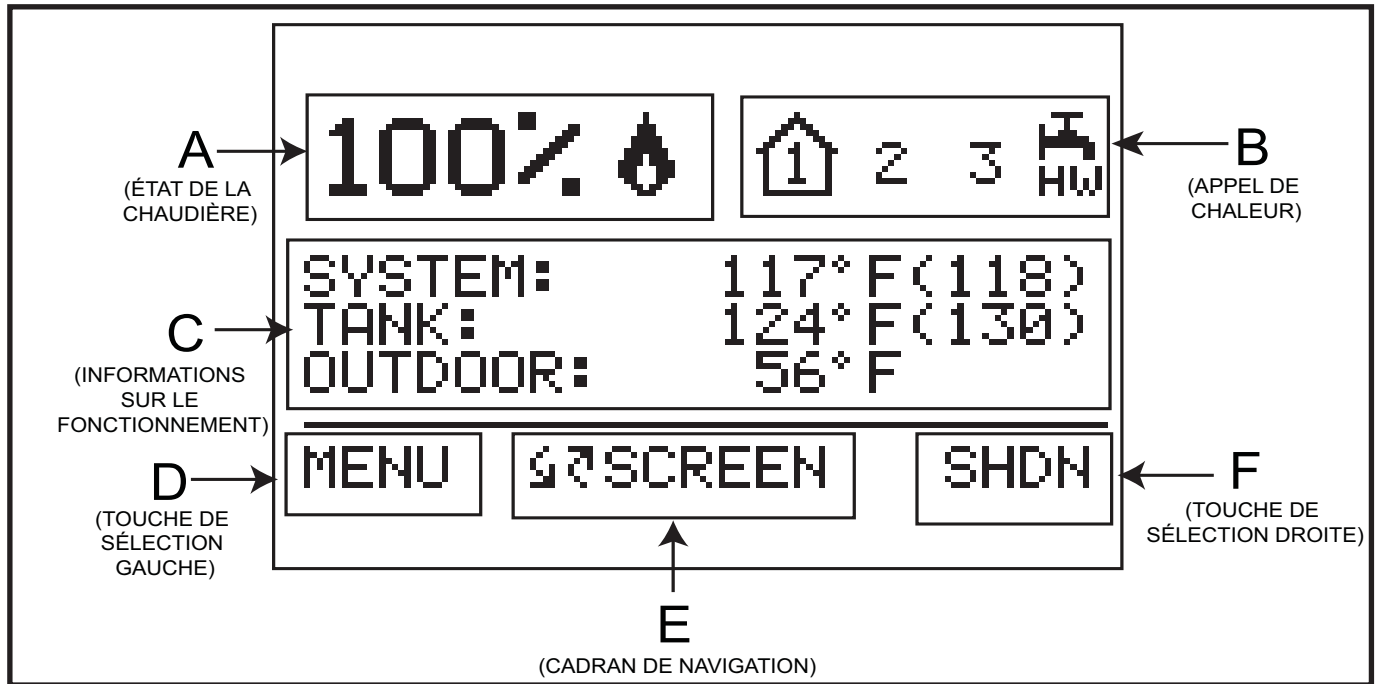 100%
1 2 3 HW
A
(ÉTAT DE LA
CHAUDIÈRE)
B
(APPEL DE
CHALEUR)
SYSTEM: 117°F(118)
TANK: 124°F(130)
OUTDOOR: 56°F
C
(INFORMATIONS
SUR LE
FONCTIONNEMENT)
MENU SCREEN SHDN
D
(TOUCHE DE
SÉLECTION
GAUCHE)
F
(TOUCHE DE
SÉLECTION DROITE)
E
(CADRAN DE NAVIGATION)